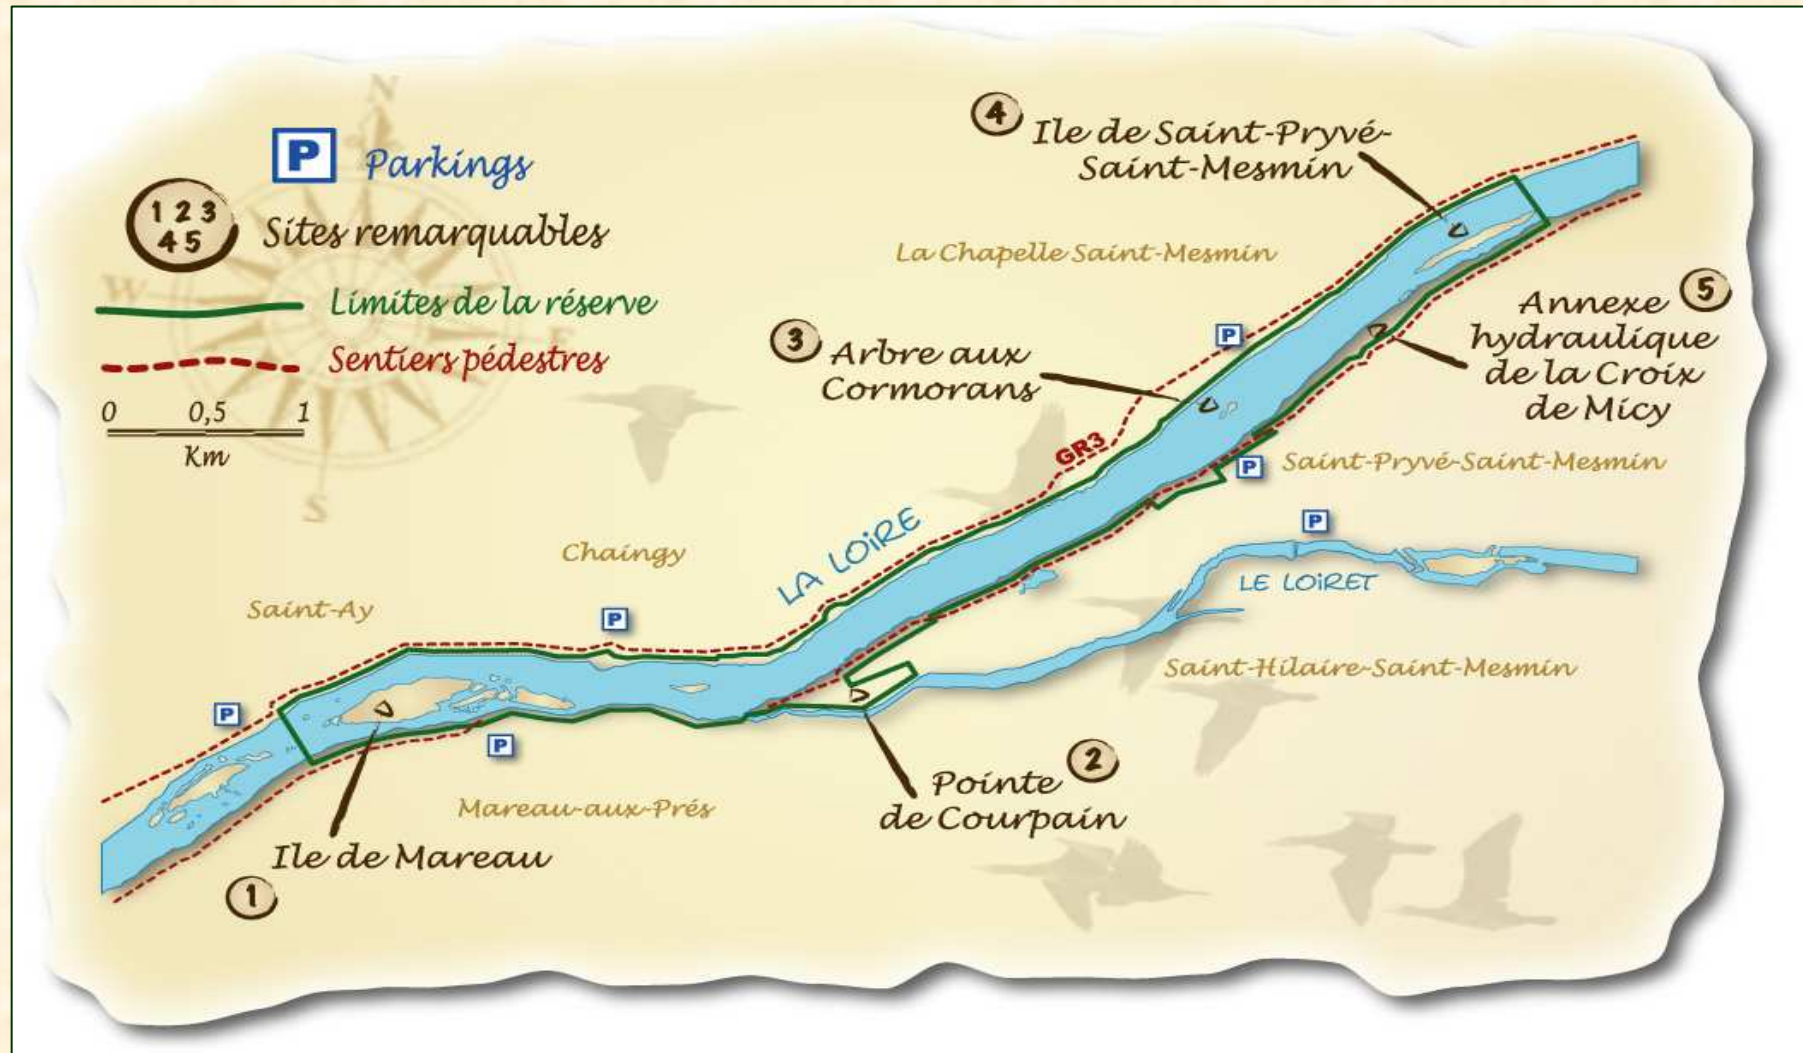 N
W
E
S
P Parkings
1 2 3
4 5
Sites remarquables
Limites de la réserve
Sentiers pédestres
0 0,5 1
Km
4 Ile de Saint-Pryvé-
Saint-Mesmin
La Chapelle Saint-Mesmin
Annexe 5
hydraulique
de la Croix
de Micy
3 Arbre aux
Cormorans
P
GR3
P
Saint-Pryvé-Saint-Mesmin
P
LA LOIRE
Chaingy
LE LOIRET
Saint-Ay
P
Saint-Hilaire-Saint-Mesmin
P
P
Pointe 2
de Courpain
Mareau-aux-Prés
Ile de Mareau
1